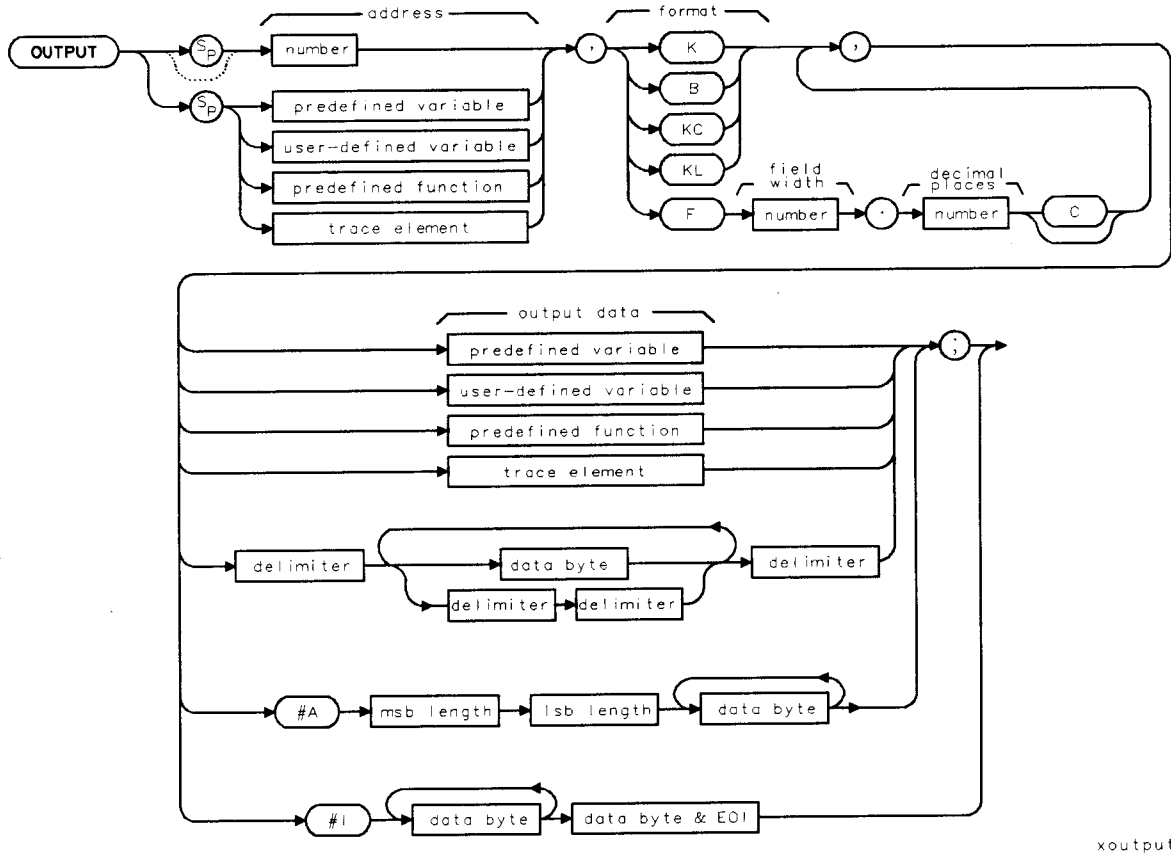 address
format
OUTPUT
Sp
number
,
K
,
B
Sp
predefined variable
KC
user-defined variable
KL
predefined function
field width
decimal places
trace element
F
number
.
number
C
output data
predefined variable
;
user-defined variable
predefined function
trace element
delimiter
data byte
delimiter
delimiter
delimiter
#A
msb length
lsb length
data byte
#I
data byte
data byte & EOI
xoutput